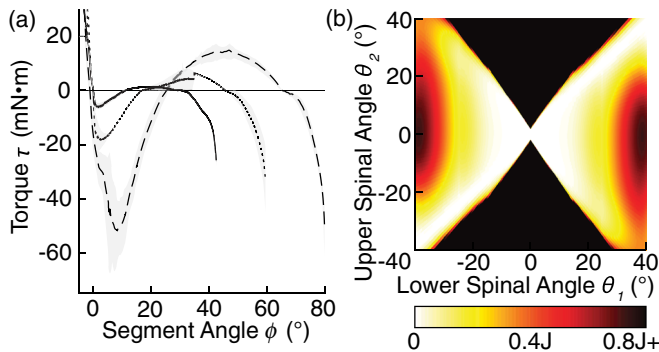 (a)
Torque τ (mN•m)
20
0
-20
-40
-60
0
20
40
60
80
Segment Angle ϕ (°)
(b)
Upper Spinal Angle θ2 (°)
40
20
0
-20
-40
-20
0
20
40
Lower Spinal Angle θ1 (°)
0
0.4J
0.8J+